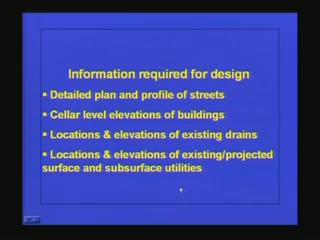 Information required for design
▪ Detailed plan and profile of streets
▪ Cellar level elevations of buildings
▪ Locations & elevations of existing drains
▪ Locations & elevations of existing/projected
surface and subsurface utilities